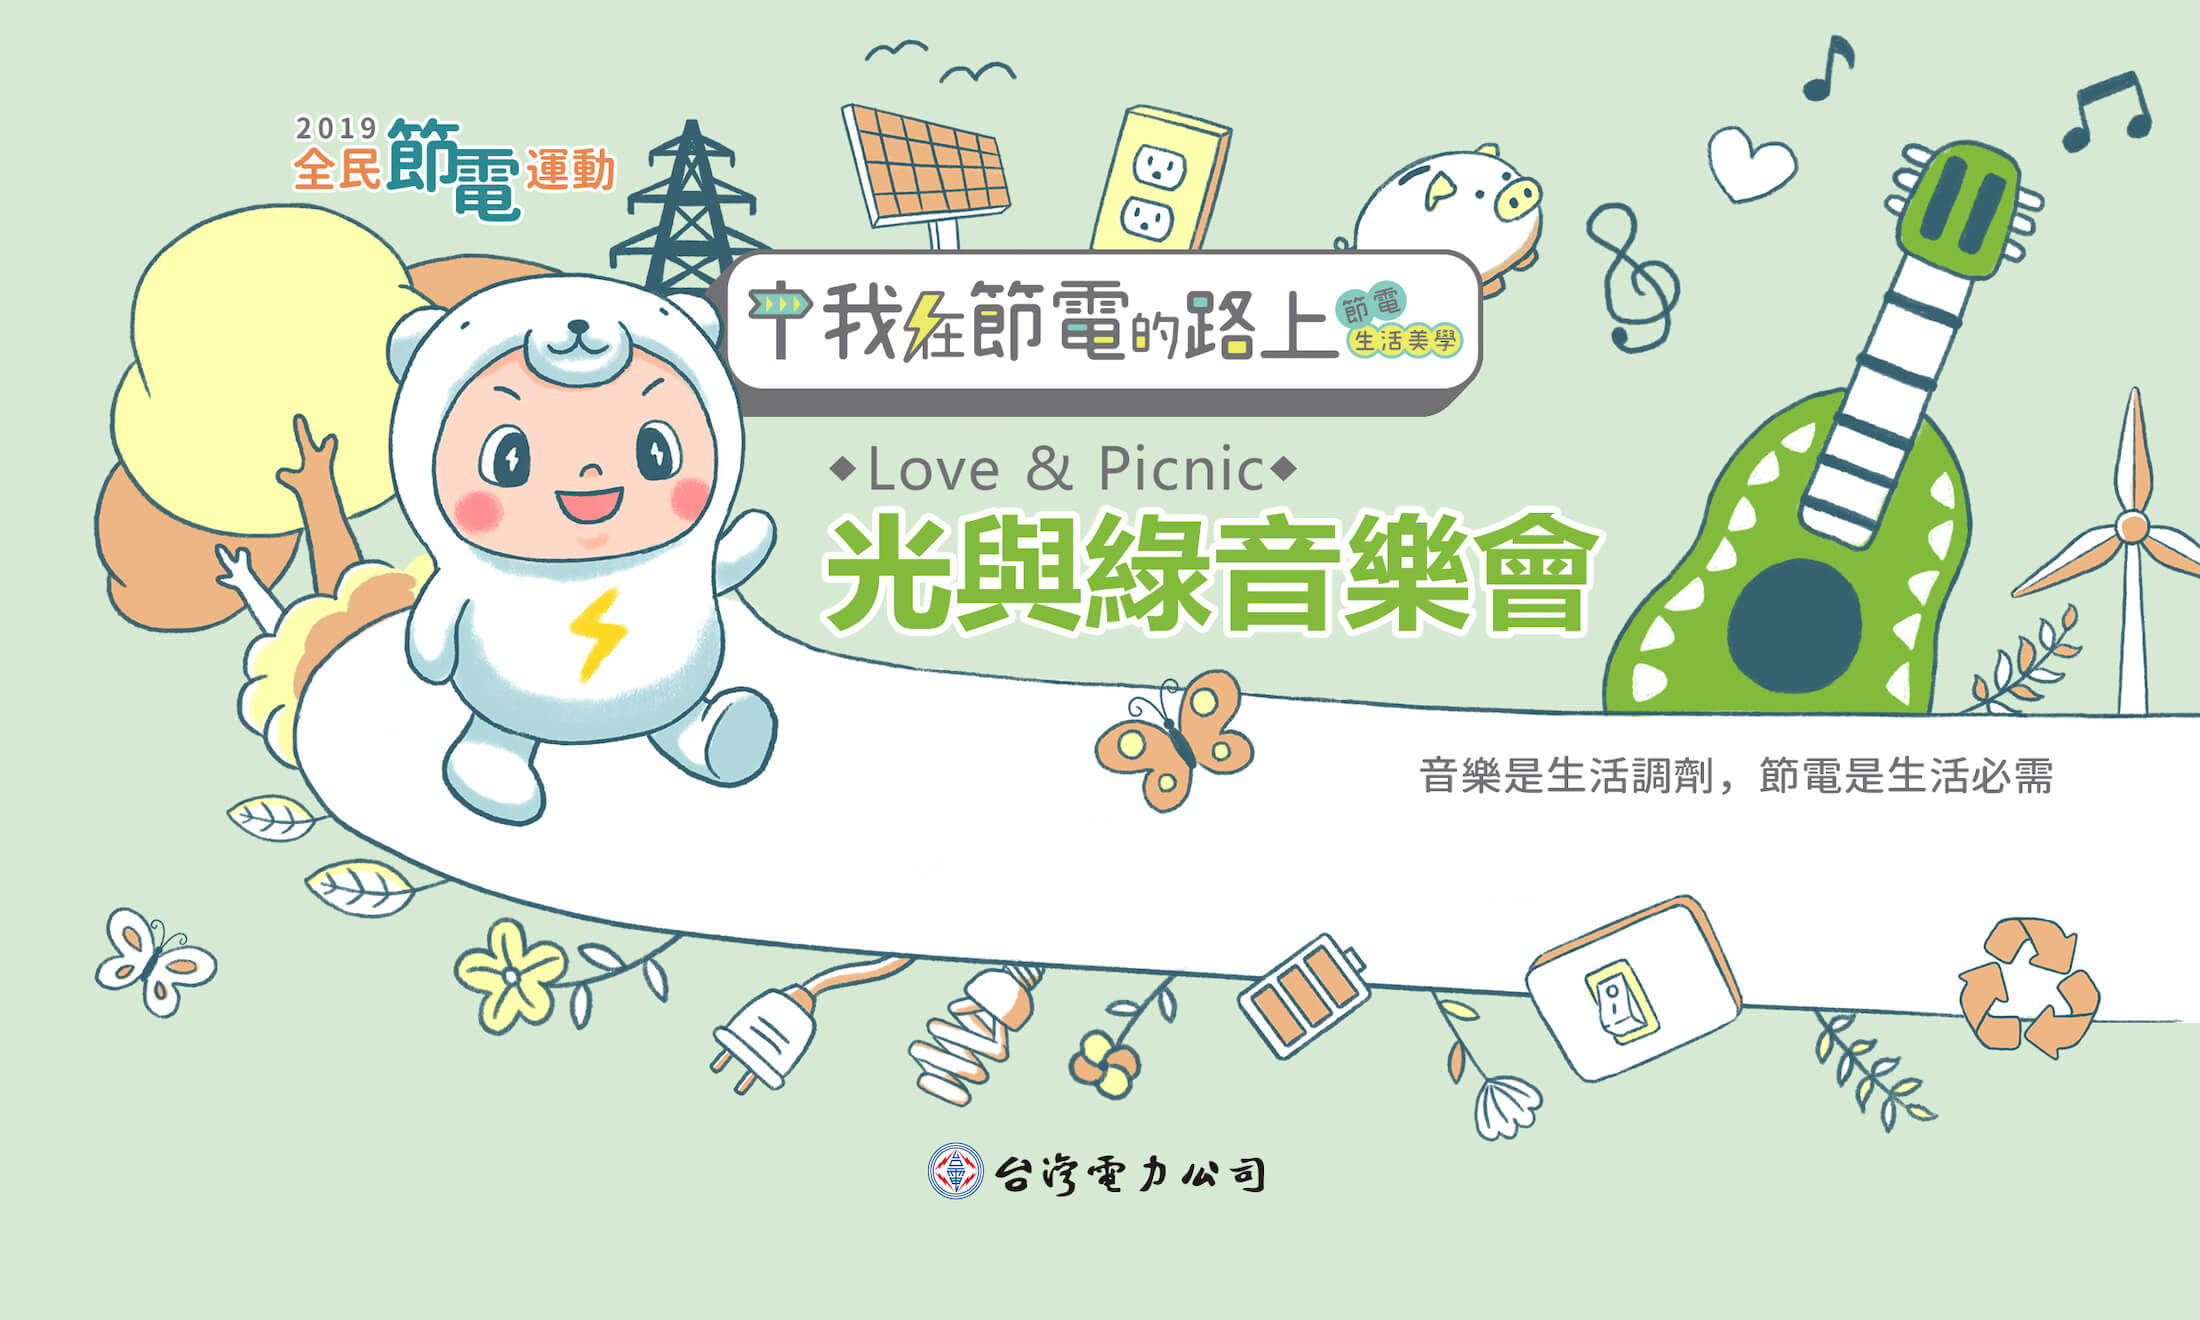 2019
全民節電運動
我在節電的路上
節電
生活美學
Love & Picnic
光與綠音樂會
音樂是生活調劑，節電是生活必需
台灣電力公司